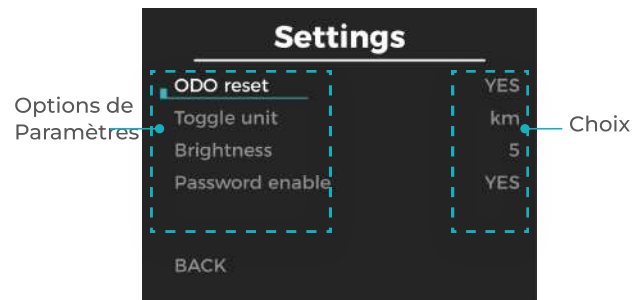 Settings
ODO reset YES
Options de
Paramètres
Toggle unit km
Choix
Brightness 5
Password enable YES
BACK